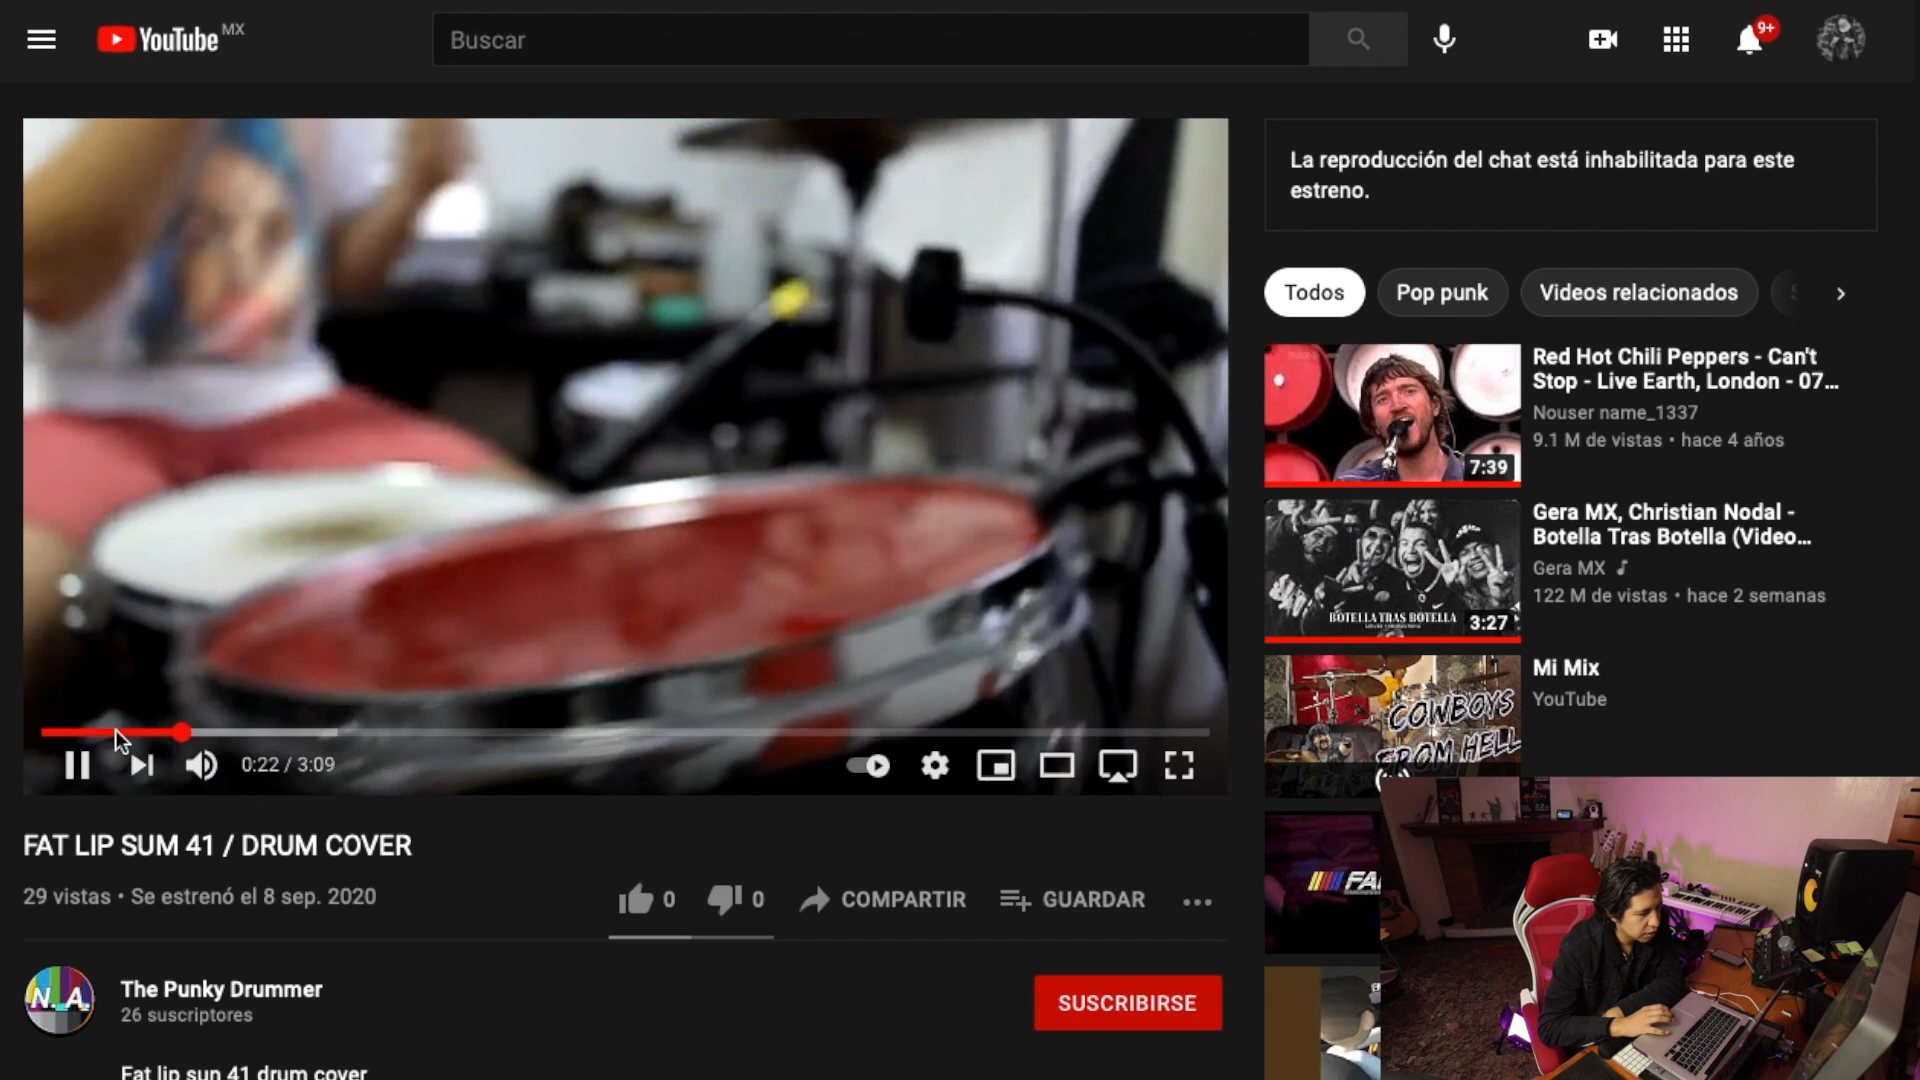 YouTube MX
Buscar
9+
La reproducción del chat está inhabilitada para este
estreno.
Todos
Pop punk
Videos relacionados
Red Hot Chili Peppers - Can't
Stop - Live Earth, London - 07...
Nouser name_1337
9.1 M de vistas • hace 4 años
7:39
Gera MX, Christian Nodal -
Botella Tras Botella (Video...
Gera MX
122 M de vistas • hace 2 semanas
BOTELLA TRAS BOTELLA
3:27
Mi Mix
YouTube
COWBOYS
FROM HELL
0:22 / 3:09
FAT LIP SUM 41 / DRUM COVER
29 vistas • Se estrenó el 8 sep. 2020
0
0
COMPARTIR
GUARDAR
N. A.
The Punky Drummer
26 suscriptores
SUSCRIBIRSE
Fat lip sun 41 drum cover